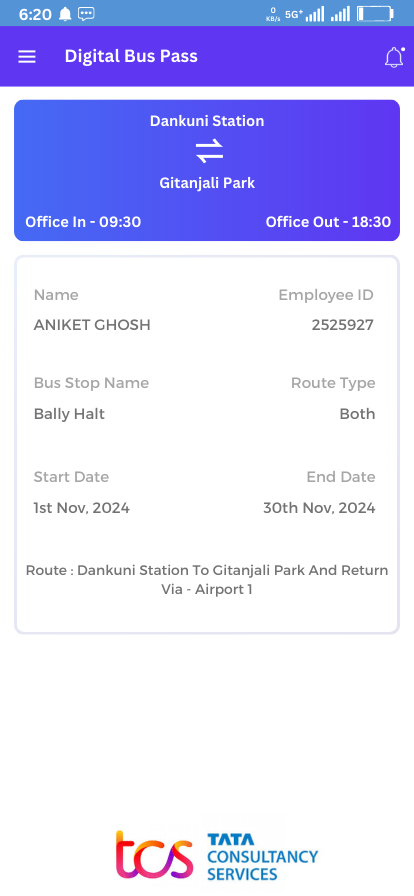 6:20 0 KB/s 5G+
Digital Bus Pass
Dankuni Station
Gitanjali Park
Office In - 09:30 Office Out - 18:30
Name Employee ID
ANIKET GHOSH 2525927
Bus Stop Name Route Type
Bally Halt Both
Start Date End Date
1st Nov, 2024 30th Nov, 2024
Route : Dankuni Station To Gitanjali Park And Return
Via - Airport 1
tcs TATA
CONSULTANCY
SERVICES